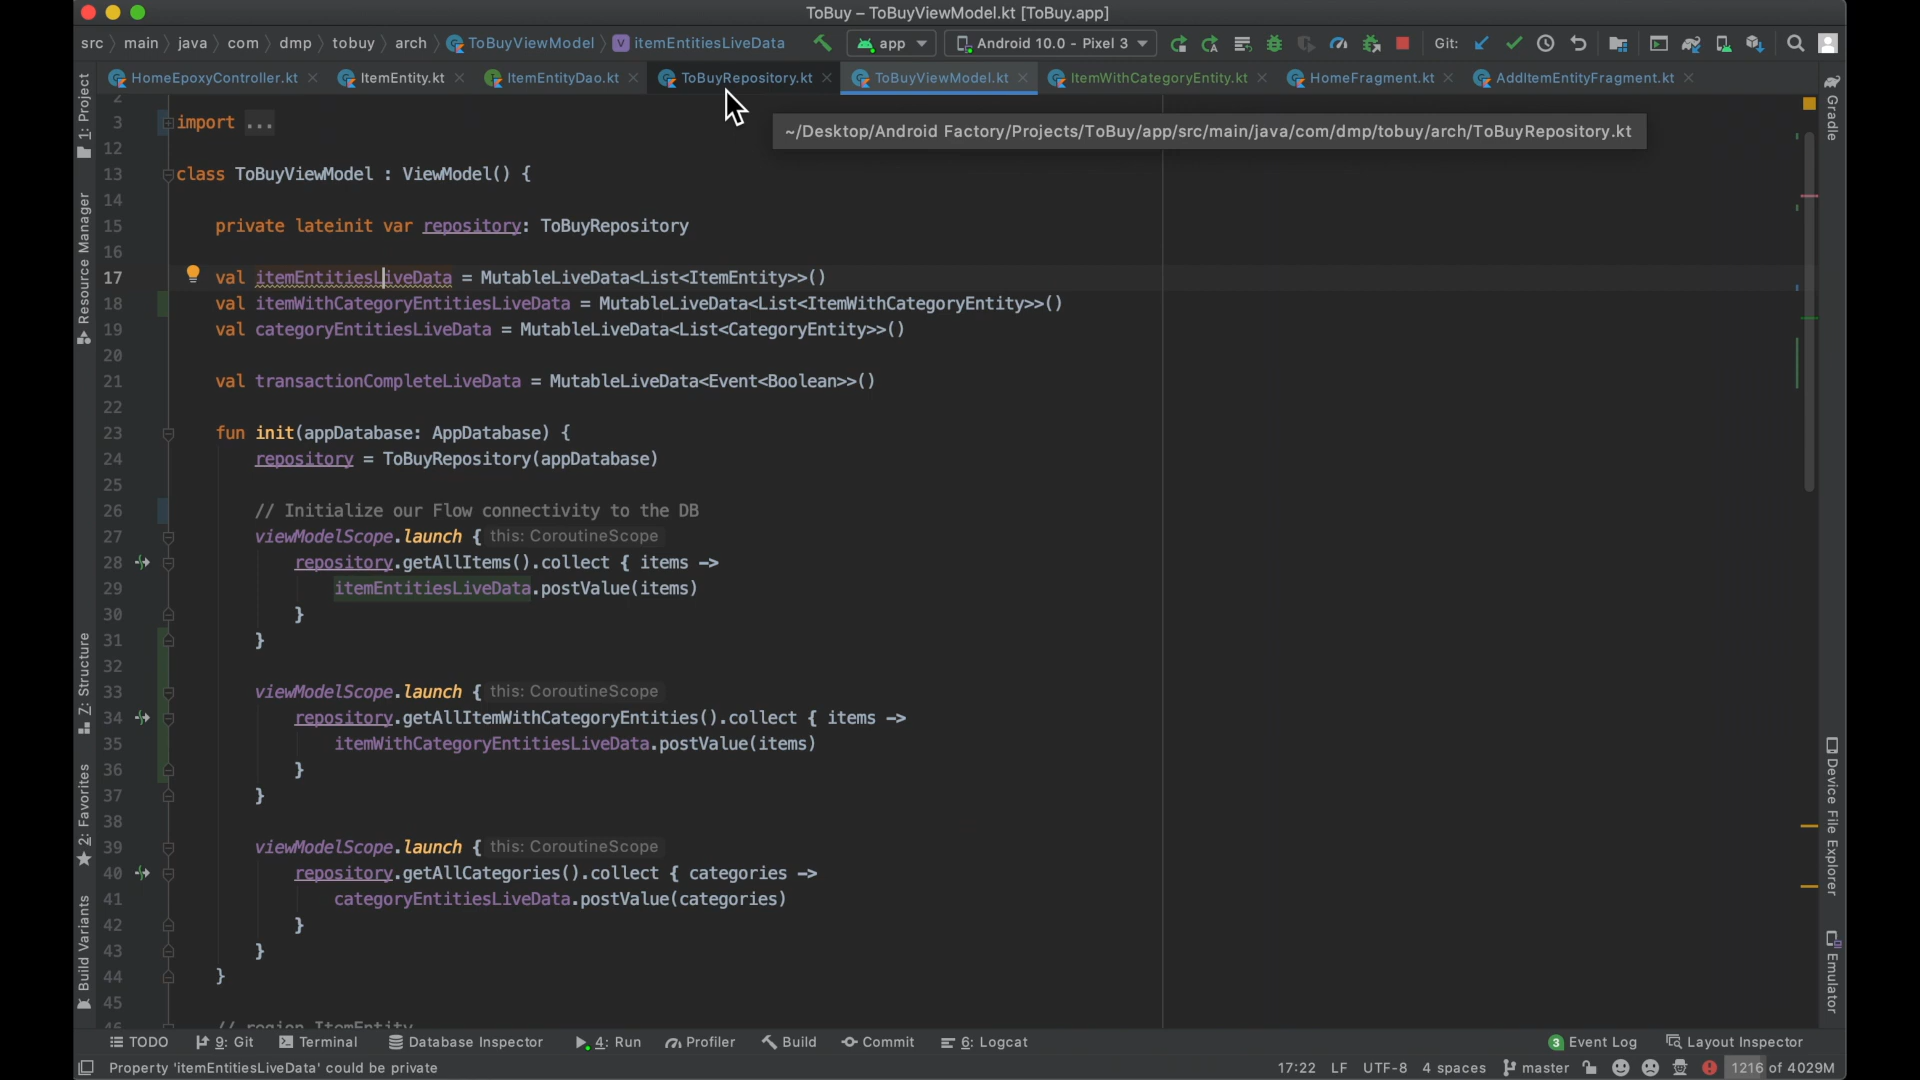 ToBuy – ToBuyViewModel.kt [ToBuy.app]
src main java com dmp tobuy arch ToBuyViewModel itemEntitiesLiveData app Android 10.0 - Pixel 3 Git:
HomeEpoxyController.kt ItemEntity.kt ItemEntityDao.kt ToBuyRepository.kt ToBuyViewModel.kt ItemWithCategoryEntity.kt HomeFragment.kt AddItemEntityFragment.kt
~/Desktop/Android Factory/Projects/ToBuy/app/src/main/java/com/dmp/tobuy/arch/ToBuyRepository.kt
1: Project
Resource Manager
Z: Structure
2: Favorites
Build Variants
2
3 import ...
12
13 class ToBuyViewModel : ViewModel() {
14
15 private lateinit var repository: ToBuyRepository
16
17 val itemEntitiesLiveData = MutableLiveData<List<ItemEntity>>()
18 val itemWithCategoryEntitiesLiveData = MutableLiveData<List<ItemWithCategoryEntity>>()
19 val categoryEntitiesLiveData = MutableLiveData<List<CategoryEntity>>()
20
21 val transactionCompleteLiveData = MutableLiveData<Event<Boolean>>()
22
23 fun init(appDatabase: AppDatabase) {
24 repository = ToBuyRepository(appDatabase)
25
26 // Initialize our Flow connectivity to the DB
27 viewModelScope.launch { this: CoroutineScope
28 repository.getAllItems().collect { items ->
29 itemEntitiesLiveData.postValue(items)
30 }
31 }
32
33 viewModelScope.launch { this: CoroutineScope
34 repository.getAllItemWithCategoryEntities().collect { items ->
35 itemWithCategoryEntitiesLiveData.postValue(items)
36 }
37 }
38
39 viewModelScope.launch { this: CoroutineScope
40 repository.getAllCategories().collect { categories ->
41 categoryEntitiesLiveData.postValue(categories)
42 }
43 }
44 }
45
46 // region ItemEntity
Gradle
Device File Explorer
Emulator
TODO 9: Git Terminal Database Inspector 4: Run Profiler Build Commit 6: Logcat 3 Event Log Layout Inspector
Property 'itemEntitiesLiveData' could be private 17:22 LF UTF-8 4 spaces master 1216 of 4029M